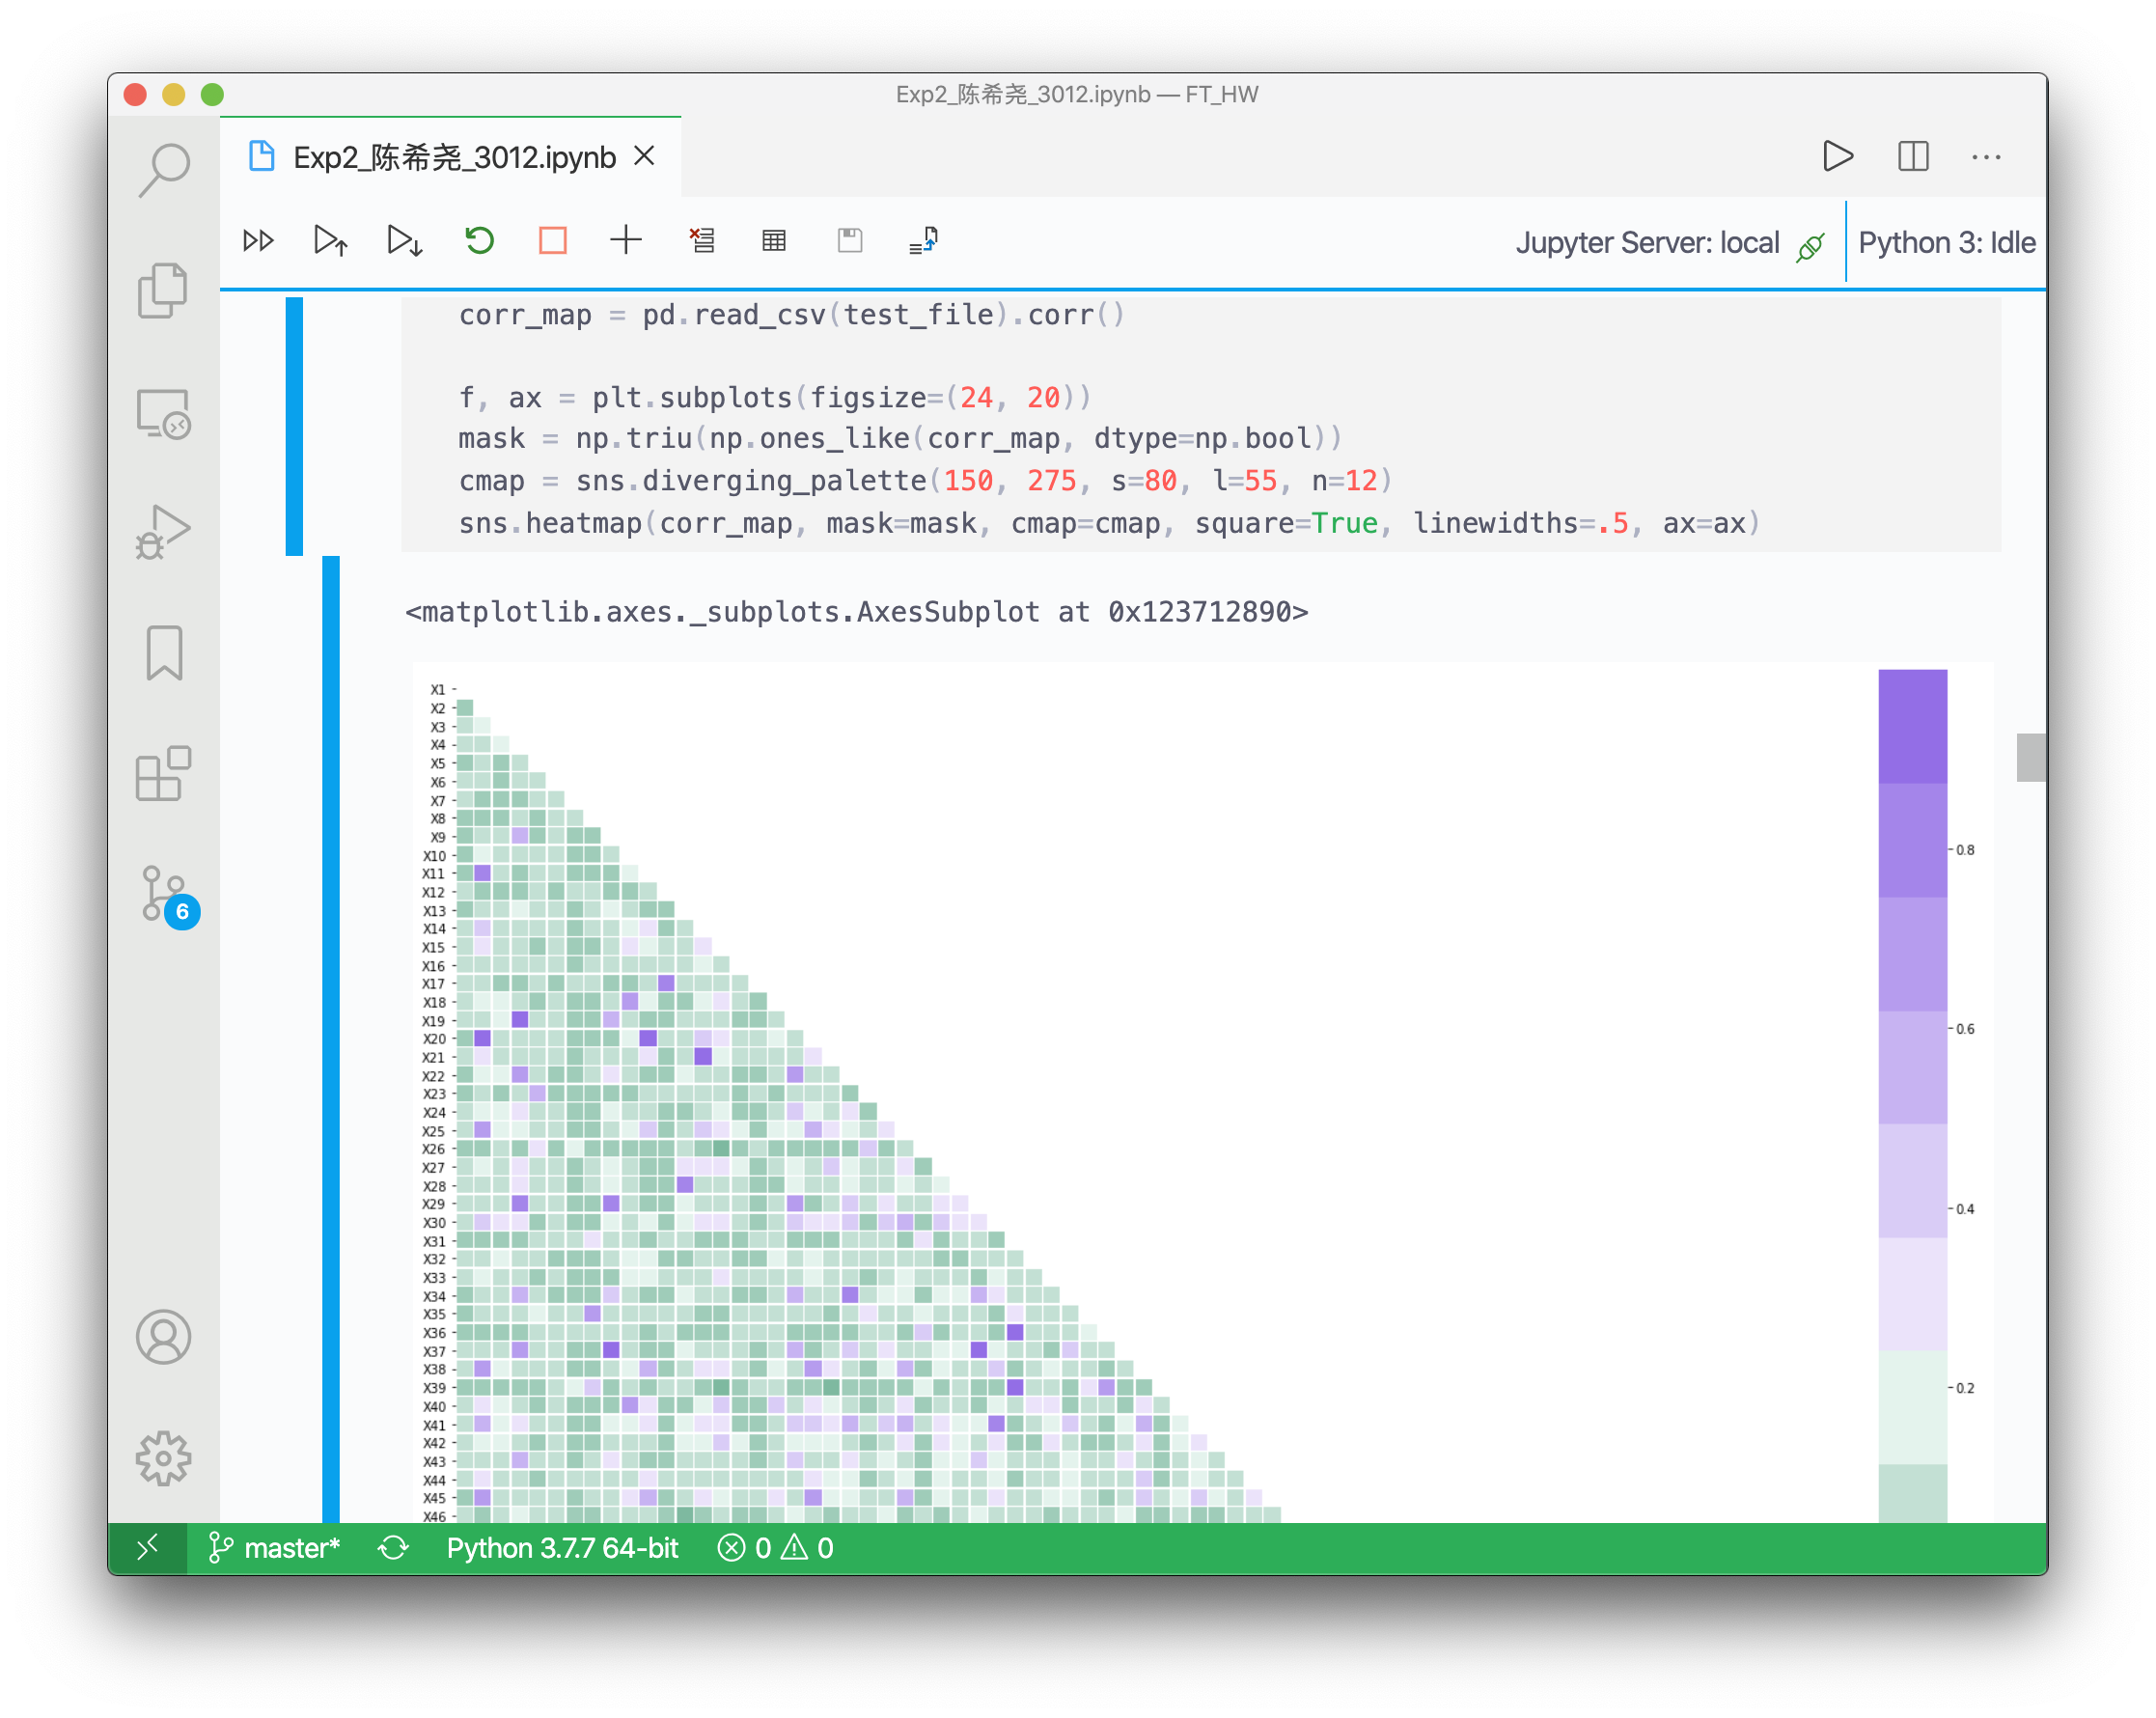 Exp2_陈希尧_3012.ipynb — FT_HW
Exp2_陈希尧_3012.ipynb
Jupyter Server: local
Python 3: Idle
corr_map = pd.read_csv(test_file).corr()
f, ax = plt.subplots(figsize=(24, 20))
mask = np.triu(np.ones_like(corr_map, dtype=np.bool))
cmap = sns.diverging_palette(150, 275, s=80, l=55, n=12)
sns.heatmap(corr_map, mask=mask, cmap=cmap, square=True, linewidths=.5, ax=ax)
<matplotlib.axes._subplots.AxesSubplot at 0x123712890>
X1
X2
X3
X4
X5
X6
X7
X8
X9
X10
X11
X12
X13
X14
X15
X16
X17
X18
X19
X20
X21
X22
X23
X24
X25
X26
X27
X28
X29
X30
X31
X32
X33
X34
X35
X36
X37
X38
X39
X40
X41
X42
X43
X44
X45
X46
0.8
0.6
0.4
0.2
6
master*
Python 3.7.7 64-bit
0
0